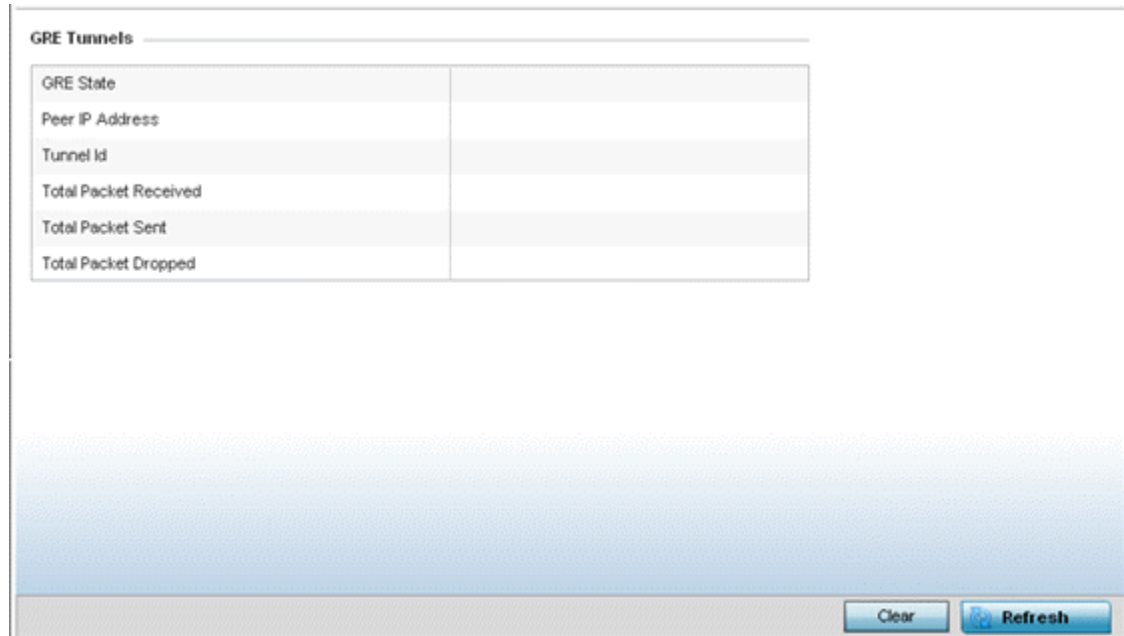 GRE Tunnels
GRE State
Peer IP Address
Tunnel Id
Total Packet Received
Total Packet Sent
Total Packet Dropped
Clear
Refresh